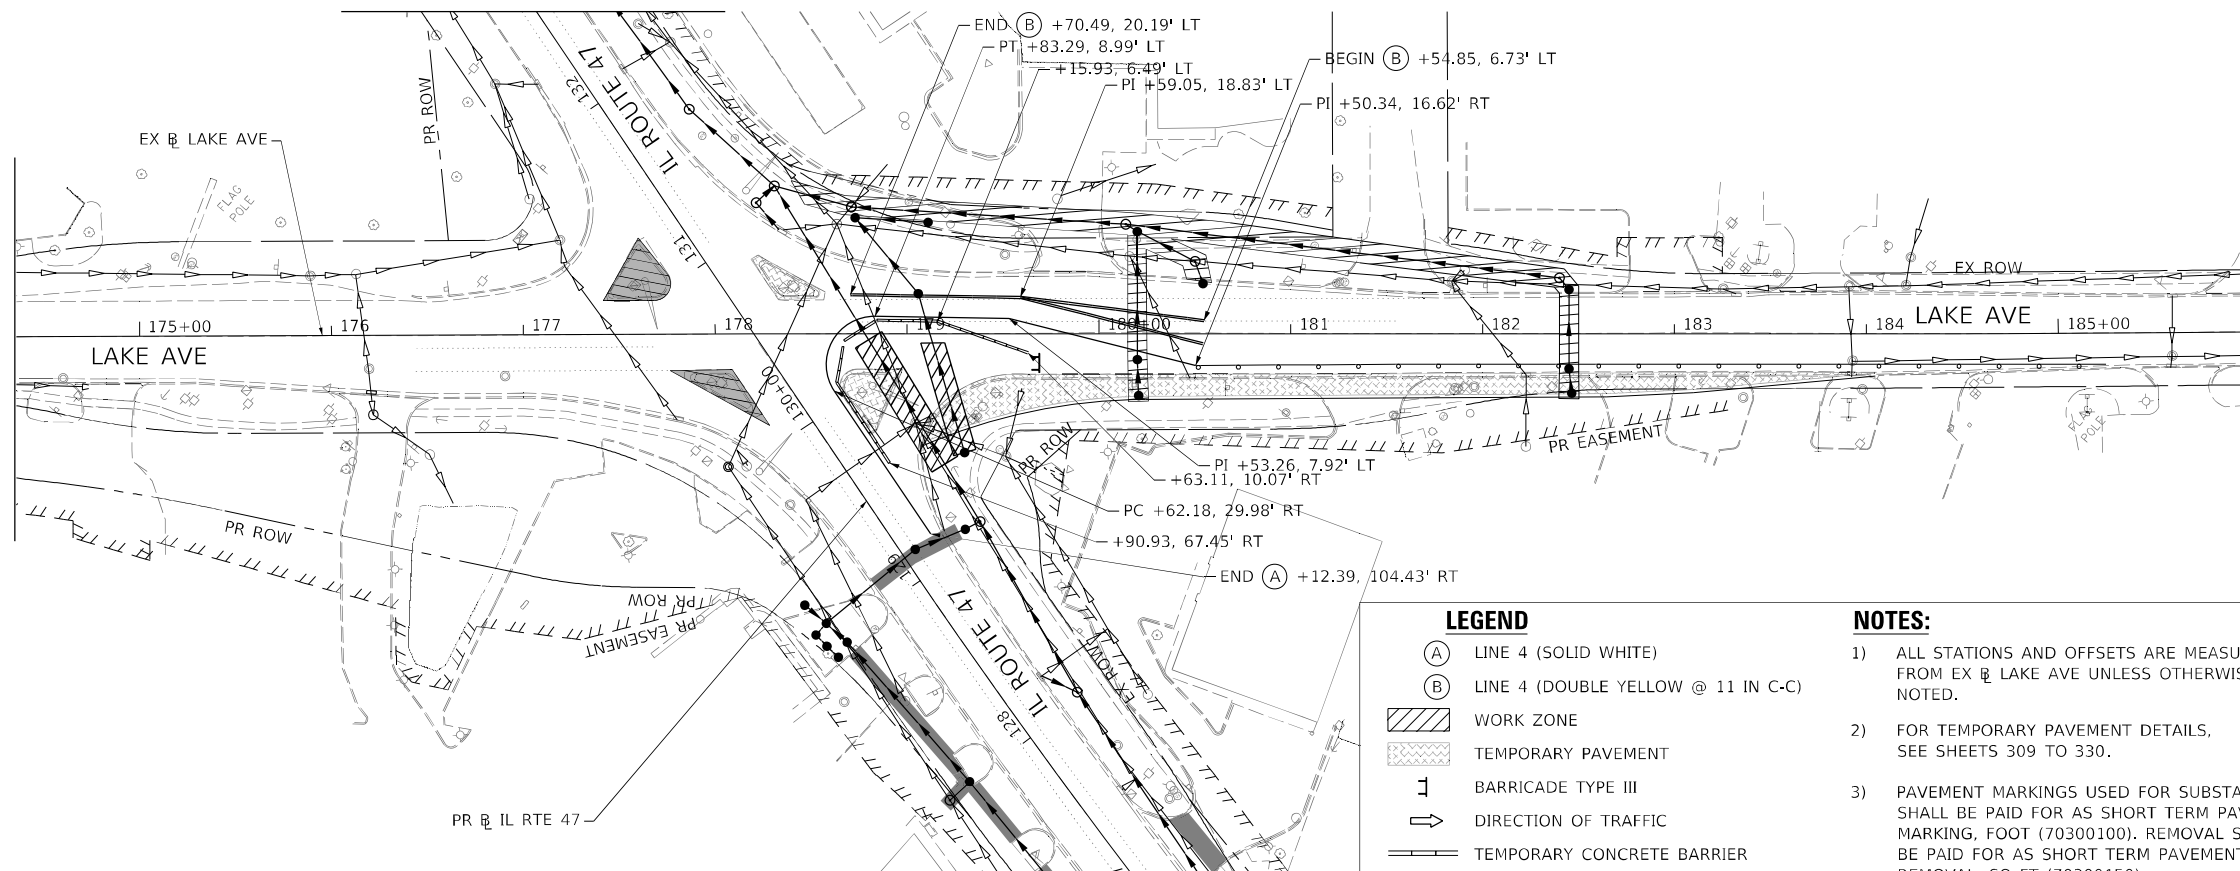 END (B) +70.49, 20.19' LT
PT +83.29, 8.99' LT
+15.93, 6.49' LT
PI +59.05, 18.83' LT
BEGIN (B) +54.85, 6.73' LT
PI +50.34, 16.62' RT
EX BL LAKE AVE
PR ROW
132
IL ROUTE 47
FLAG
POLE
131
EX ROW
175+00
176
177
178
179
180+00
181
182
183
184
185+00
LAKE AVE
LAKE AVE
130+00
FLAG
POLE
PR ROW
PR EASEMENT
PI +53.26, 7.92' LT
+63.11, 10.07' RT
PC +62.18, 29.98' RT
+90.93, 67.45' RT
END (A) +12.39, 104.43' RT
PR ROW
129
PR ROW
PR EASEMENT
IL ROUTE 47
EX ROW
128
PR BL IL RTE 47
LEGEND
(A) LINE 4 (SOLID WHITE)
(B) LINE 4 (DOUBLE YELLOW @ 11 IN C-C)
WORK ZONE
TEMPORARY PAVEMENT
BARRICADE TYPE III
DIRECTION OF TRAFFIC
TEMPORARY CONCRETE BARRIER
NOTES:
1) ALL STATIONS AND OFFSETS ARE MEASU
FROM EX BL LAKE AVE UNLESS OTHERWIS
NOTED.
2) FOR TEMPORARY PAVEMENT DETAILS,
SEE SHEETS 309 TO 330.
3) PAVEMENT MARKINGS USED FOR SUBSTA
SHALL BE PAID FOR AS SHORT TERM PAV
MARKING, FOOT (70300100). REMOVAL S
BE PAID FOR AS SHORT TERM PAVEMENT